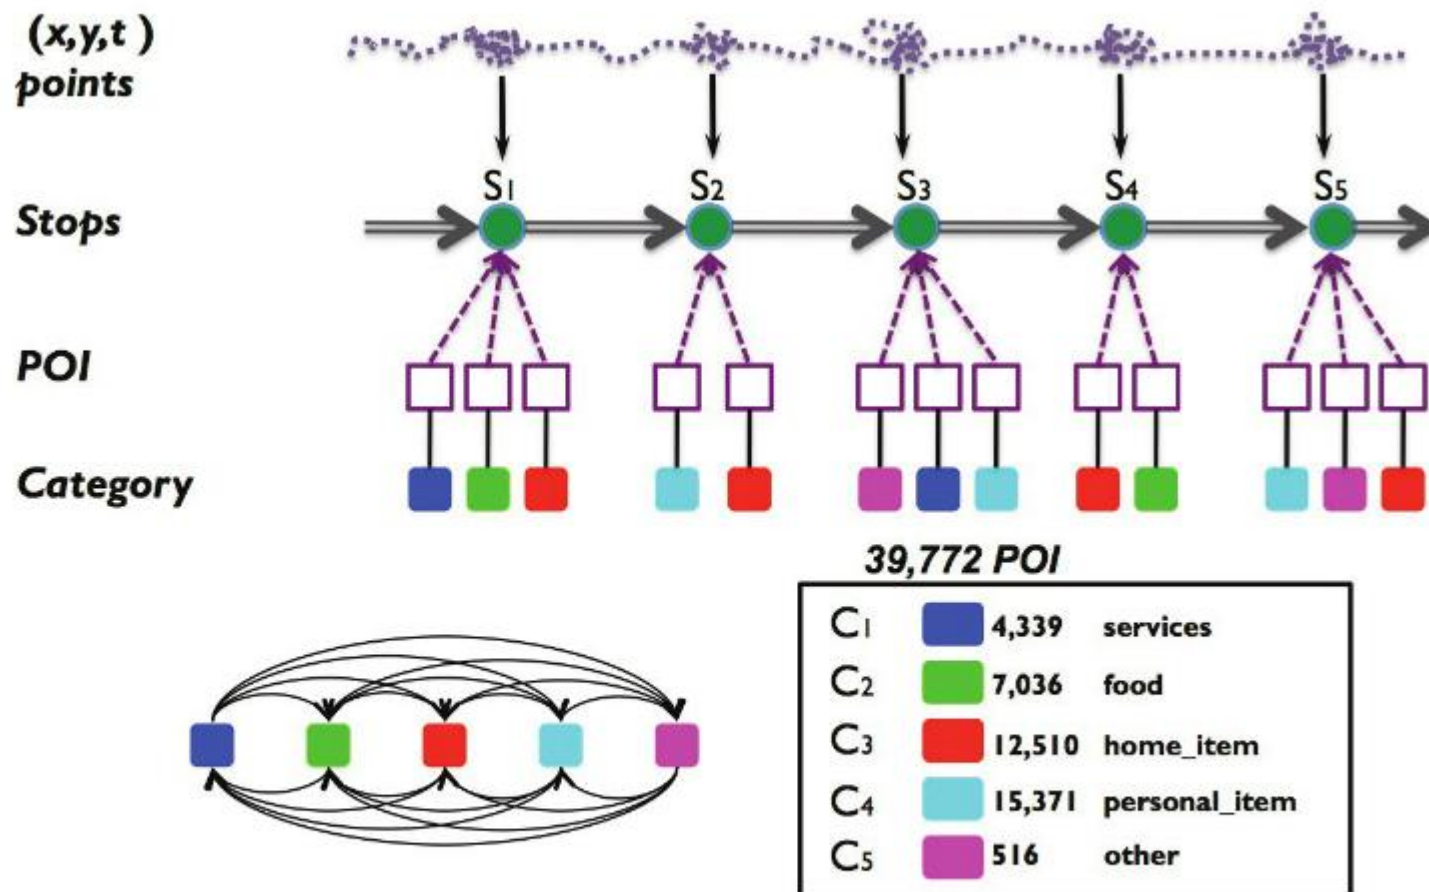 (x,y,t )
points
S1 S2 S3 S4 S5
Stops
POI
Category
39,772 POI
C1 4,339 services
C2 7,036 food
C3 12,510 home_item
C4 15,371 personal_item
C5 516 other